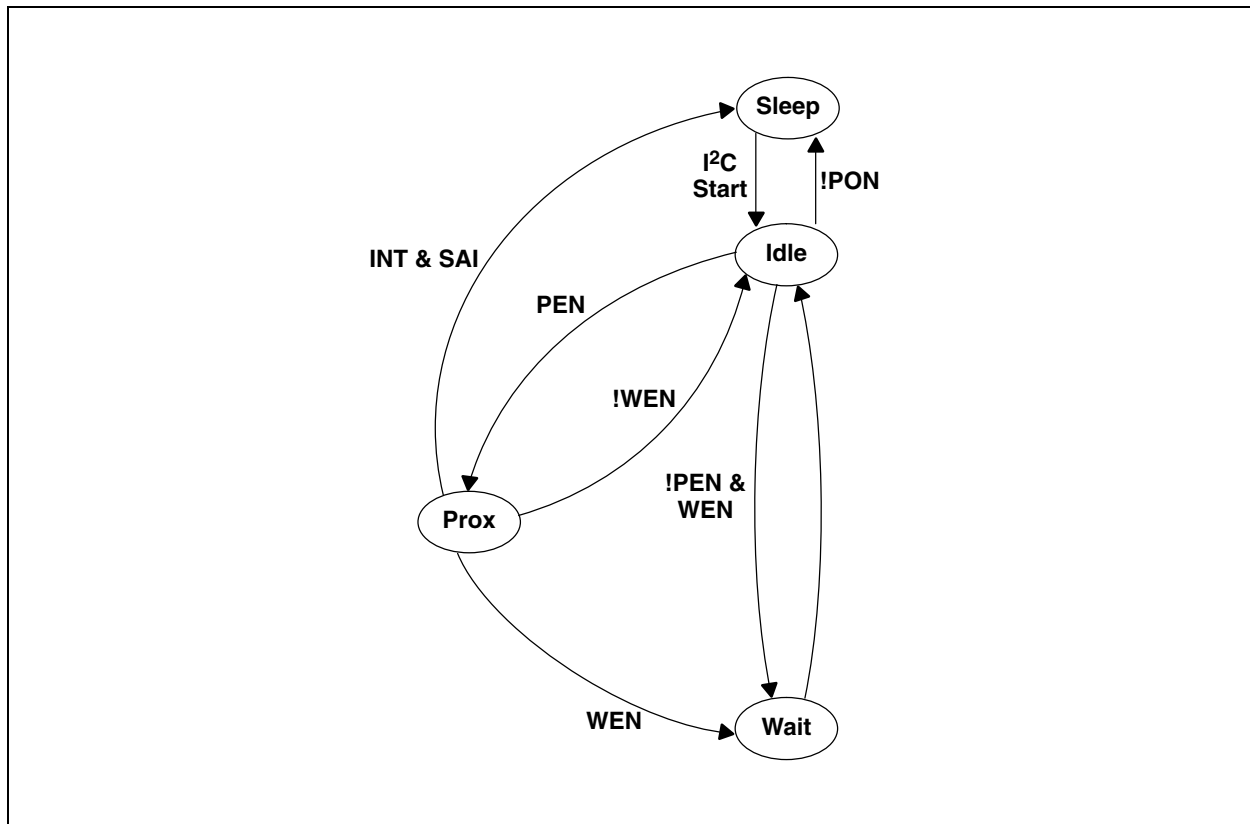 Sleep
I²C
Start
!PON
INT & SAI
Idle
PEN
!WEN
!PEN &
WEN
Prox
WEN
Wait